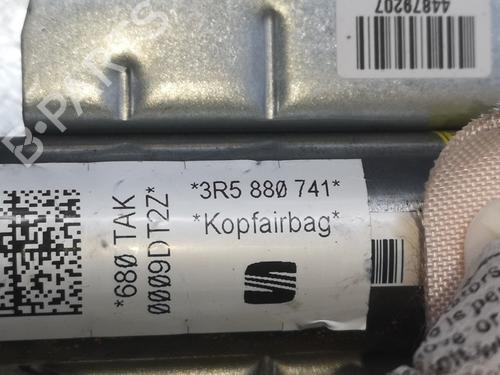 44879207
B-PARTS
*3R5 880 741*
*Kopfairbag*
*680 TAK
0009DT2Z*